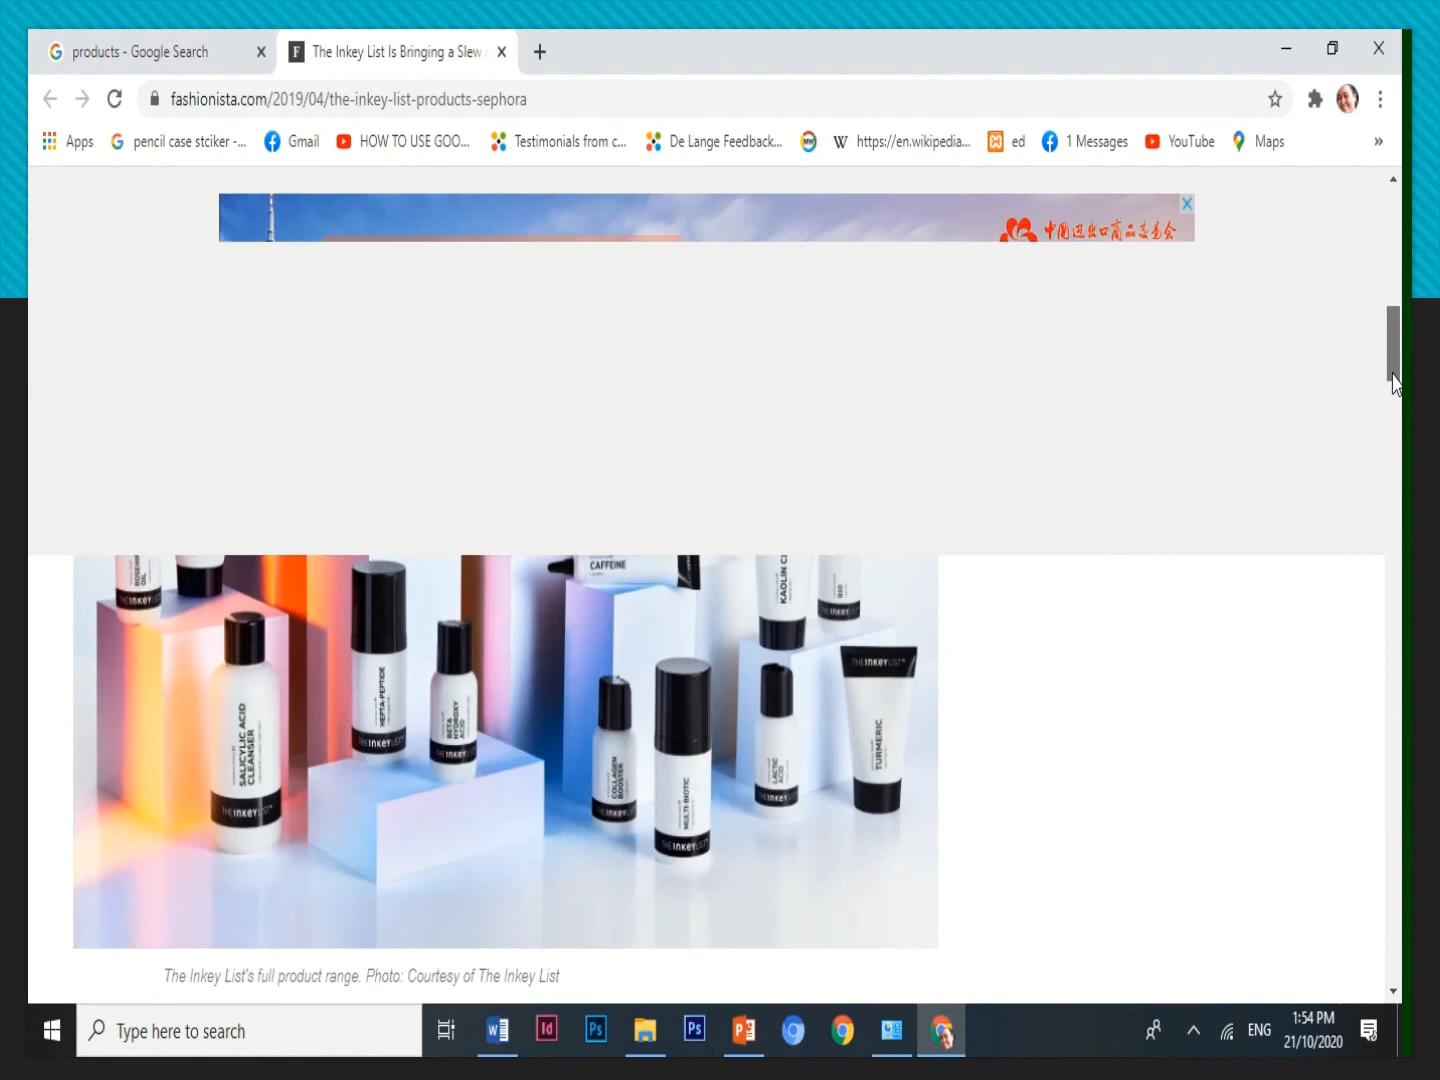 products - Google Search
The Inkey List Is Bringing a Slew
fashionista.com/2019/04/the-inkey-list-products-sephora
Apps
pencil case stciker -...
Gmail
HOW TO USE GOO...
Testimonials from c...
De Lange Feedback...
https://en.wikipedia...
ed
1 Messages
YouTube
Maps
»
中国进出口商品交易会
ROSEHIP OIL
THE INKEY LIST
CAFFEINE
KAOLIN C
Q10
THE INKEY LIST
SALICYLIC ACID
CLEANSER
THE INKEY LIST™
HEPTA-PEPTIDE
THE INKEY LIST
BETA
HYDROXY
ACID
THE INKEY LIST
COLLAGEN
BOOSTER
THE INKEY LIST
MULTI-BIOTIC
THE INKEY LIST
LACTIC
ACID
THE INKEY LIST
THE INKEY LIST™
TURMERIC
The Inkey List's full product range. Photo: Courtesy of The Inkey List
Type here to search
Id
Ps
Ps
ENG
1:54 PM
21/10/2020